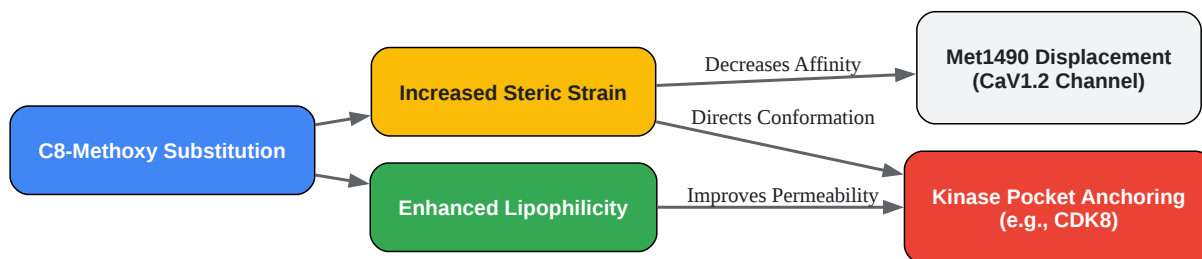 C8-Methoxy Substitution
Increased Steric Strain
Enhanced Lipophilicity
Decreases Affinity
Directs Conformation
Improves Permeability
Met1490 Displacement
(CaV1.2 Channel)
Kinase Pocket Anchoring
(e.g., CDK8)